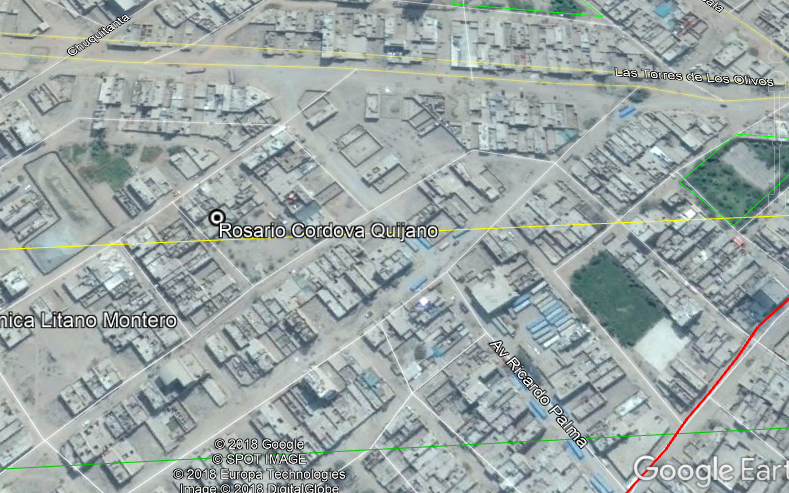 Chuquitanta
Las Torres de Los Olivos
Rosario Cordova Quijano
nica Litano Montero
Av Ricardo Palma
© 2018 Google
© SPOT IMAGE
© 2018 Europa Technologies
Image © 2018 DigitalGlobe
Google Eart